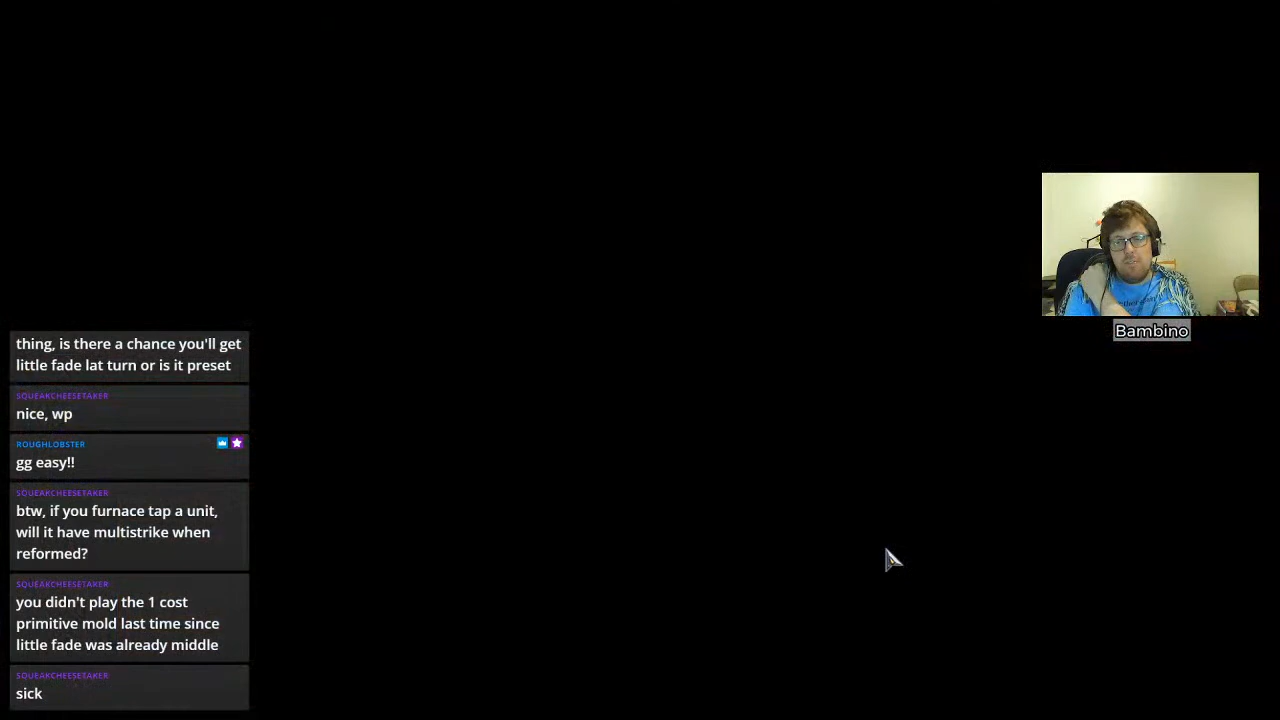 thing, is there a chance you'll get
little fade lat turn or is it preset
SQUEAKCHEESETAKER
nice, wp
ROUGHLOBSTER
gg easy!!
SQUEAKCHEESETAKER
btw, if you furnace tap a unit,
will it have multistrike when
reformed?
SQUEAKCHEESETAKER
you didn't play the 1 cost
primitive mold last time since
little fade was already middle
SQUEAKCHEESETAKER
sick
Bambino